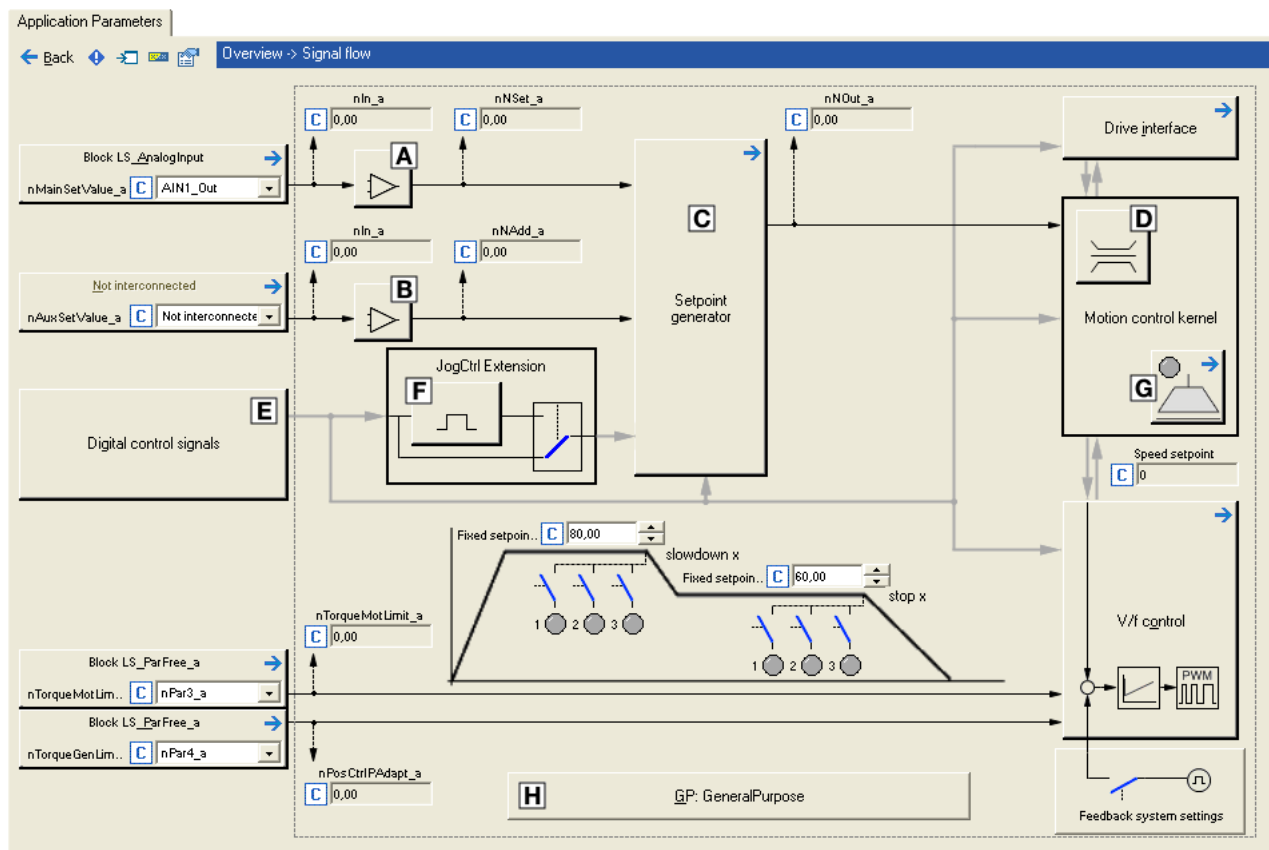 Application Parameters
Back
Overview -> Signal flow
nIn_a
nNSet_a
nNOut_a
C 0,00
C 0,00
C 0,00
Drive interface
Block LS_AnalogInput
A
nMainSetValue_a C AIN1_Out
C
D
nIn_a
nNAdd_a
C 0,00
C 0,00
Not interconnected
B
Setpoint
generator
nAuxSetValue_a C Not interconnecte
Motion control kernel
JogCtrl Extension
F
G
E
Digital control signals
Speed setpoint
C 0
Fixed setpoin.. C 80,00
slowdown x
Fixed setpoin.. C 60,00
stop x
1 2 3
nTorqueMotLimit_a
C 0,00
V/f control
1 2 3
Block LS_ParFree_a
nTorqueMotLim.. C nPar3_a
PWM
Block LS_ParFree_a
nTorqueGenLim.. C nPar4_a
nPosCtrlPAdapt_a
C 0,00
H
GP: GeneralPurpose
Feedback system settings